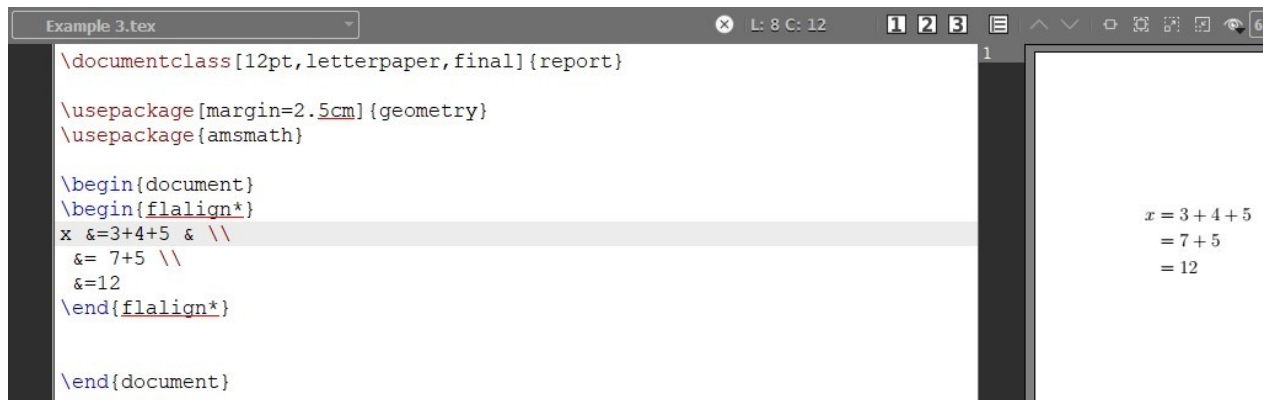 Example 3.tex
L: 8 C: 12
1 2 3
6
\documentclass[12pt,letterpaper,final]{report}
1
\usepackage[margin=2.5cm]{geometry}
\usepackage{amsmath}
\begin{document}
\begin{flalign*}
x &=3+4+5 & \\
&= 7+5 \\
&=12
\end{flalign*}
\end{document}
x = 3 + 4 + 5
= 7 + 5
= 12